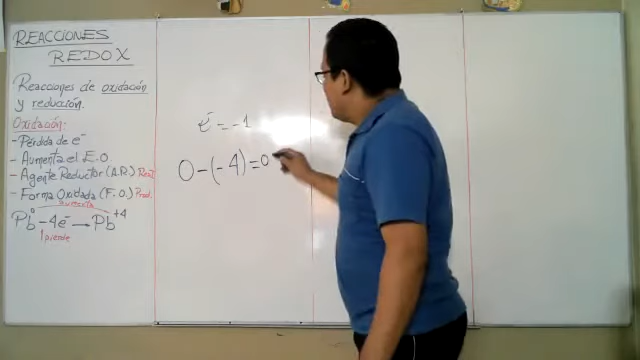 REACCIONES
REDOX
Reacciones de oxidación
y reducción.
Oxidación:
- Pérdida de e⁻
- Aumenta el E.O.
- Agente Reductor (A.R.) Reat
- Forma Oxidada (F.O.) Prod.
aumenta
Pb⁰ - 4e⁻ → Pb⁺⁴
pierde
e⁻ = -1
0 - (-4) = 0